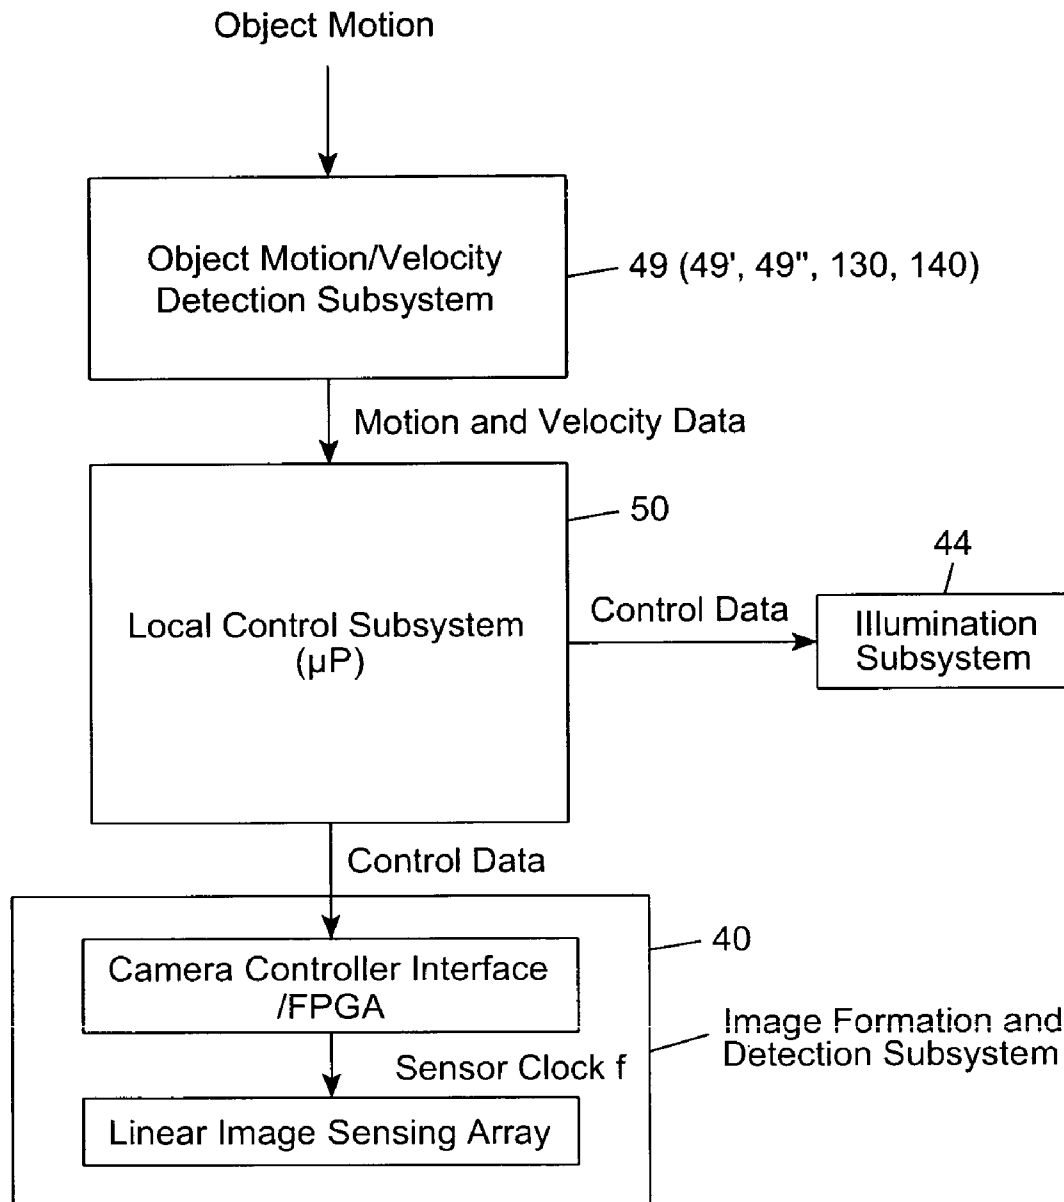 Object Motion
Object Motion/Velocity
Detection Subsystem
49 (49', 49", 130, 140)
Motion and Velocity Data
50
44
Local Control Subsystem
(µP)
Control Data
Illumination
Subsystem
Control Data
40
Camera Controller Interface
/FPGA
Image Formation and
Detection Subsystem
Sensor Clock f
Linear Image Sensing Array